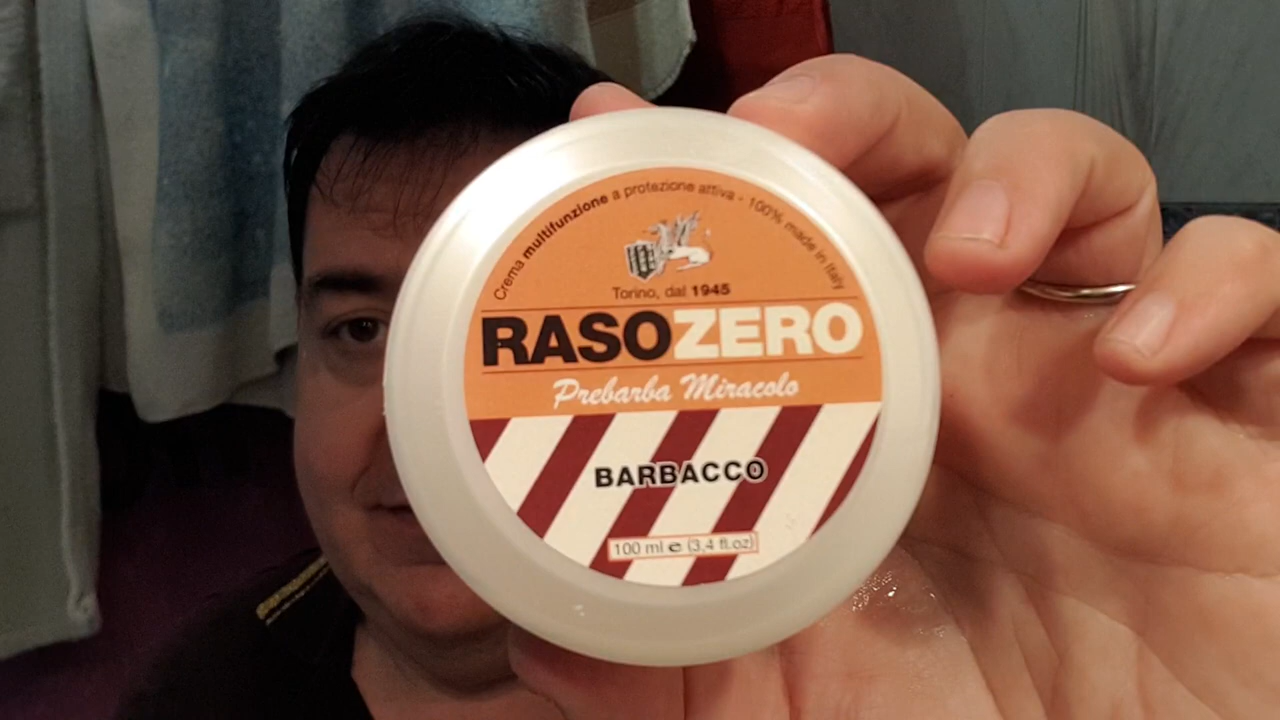 Crema multifunzione a protezione attiva - 100% made in Italy
Torino, dal 1945
RASOZERO
Prebarba Miracolo
BARBACCO
100 ml e (3,4 fl.oz)